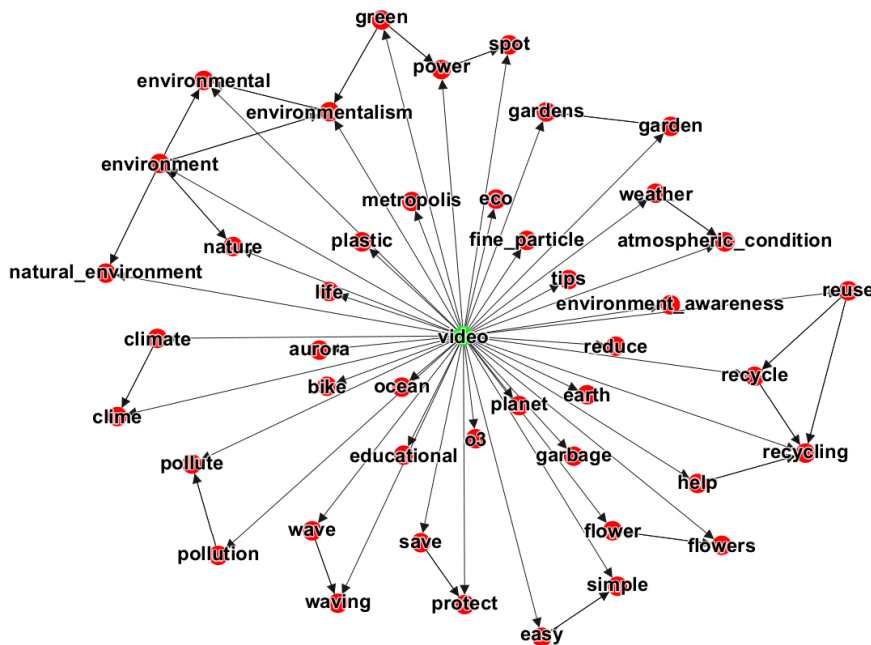 green
spot
power
environmental
environmentalism
gardens
garden
environment
metropolis
eco
weather
nature
plastic
fine_particle
atmospheric_condition
natural_environment
life
tips
environment_awareness
reuse
climate
aurora
video
reduce
recycle
bike
ocean
planet
earth
clime
o3
pollute
educational
garbage
recycling
help
pollution
wave
save
flower
flowers
waving
protect
simple
easy